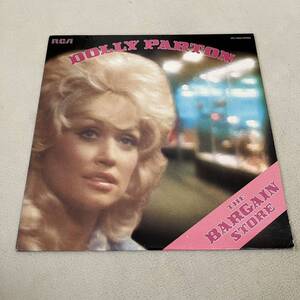 RCA
DOLLY PARTON
THE
BARGAIN
STORE